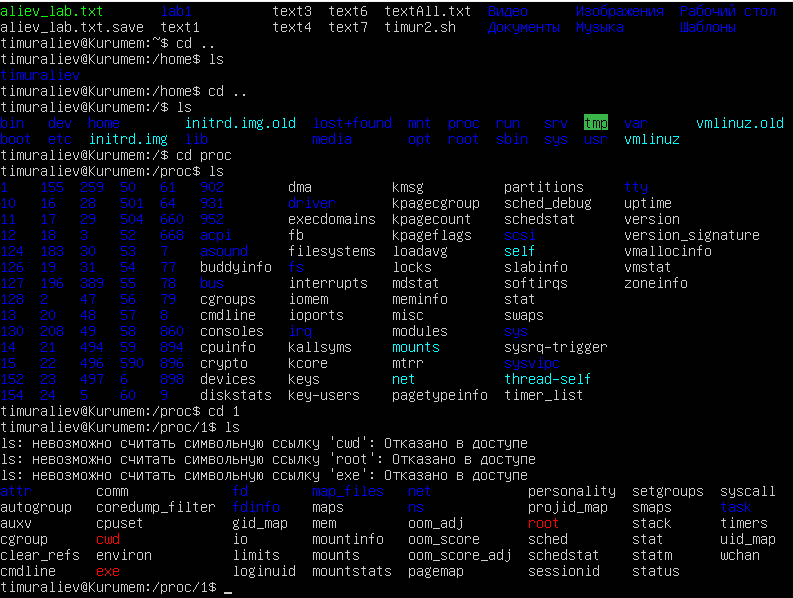 aliev_lab.txt lab1 text3 text6 textAll.txt Видео Изображения Рабочий стол
aliev_lab.txt.save text1 text4 text7 timur2.sh Документы Музыка Шаблоны
timuraliev@Kurumem:~$ cd ..
timuraliev@Kurumem:/home$ ls
timuraliev
timuraliev@Kurumem:/home$ cd ..
timuraliev@Kurumem:/$ ls
bin dev home initrd.img.old lost+found mnt proc run srv tmp var vmlinuz.old
boot etc initrd.img lib media opt root sbin sys usr vmlinuz
timuraliev@Kurumem:/$ cd proc
timuraliev@Kurumem:/proc$ ls
1 155 259 50 61 902 dma kmsg partitions tty
10 16 28 501 64 931 driver kpagecgroup sched_debug uptime
11 17 29 504 660 952 execdomains kpagecount schedstat version
12 18 3 52 668 acpi fb kpageflags scsi version_signature
124 183 30 53 7 asound filesystems loadavg self vmallocinfo
126 19 31 54 77 buddyinfo fs locks slabinfo vmstat
127 196 389 55 78 bus interrupts mdstat softirqs zoneinfo
128 2 47 56 79 cgroups iomem meminfo stat
13 20 48 57 8 cmdline ioports misc swaps
130 208 49 58 860 consoles irq modules sys
14 21 494 59 894 cpuinfo kallsyms mounts sysrq-trigger
15 22 496 590 896 crypto kcore mtrr sysvipc
152 23 497 6 898 devices keys net thread-self
154 24 5 60 9 diskstats key-users pagetypeinfo timer_list
timuraliev@Kurumem:/proc$ cd 1
timuraliev@Kurumem:/proc/1$ ls
ls: невозможно считать символьную ссылку 'cwd': Отказано в доступе
ls: невозможно считать символьную ссылку 'root': Отказано в доступе
ls: невозможно считать символьную ссылку 'exe': Отказано в доступе
attr comm fd map_files net personality setgroups syscall
autogroup coredump_filter fdinfo maps ns projid_map smaps task
auxv cpuset gid_map mem oom_adj root stack timers
cgroup cwd io mountinfo oom_score sched stat uid_map
clear_refs environ limits mounts oom_score_adj schedstat statm wchan
cmdline exe loginuid mountstats pagemap sessionid status
timuraliev@Kurumem:/proc/1$ _